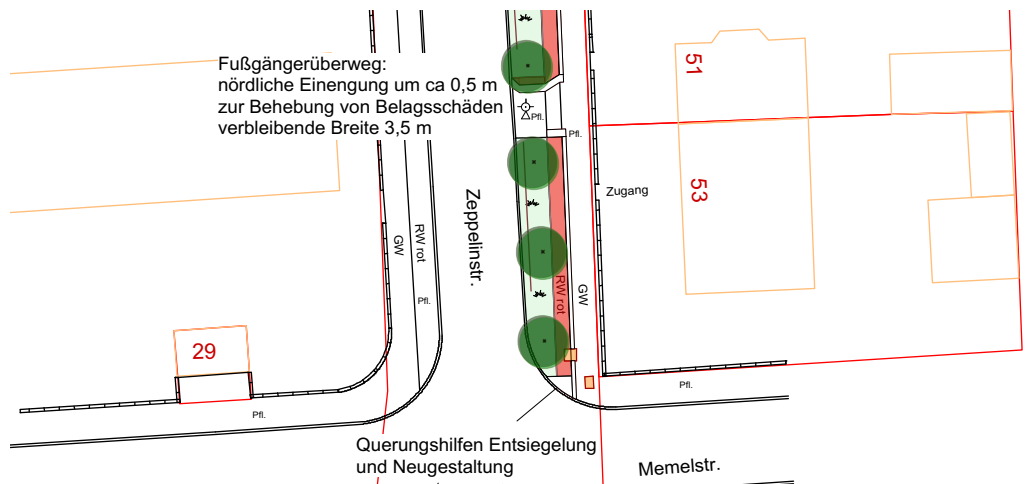 Fußgängerüberweg:
nördliche Einengung um ca 0,5 m
zur Behebung von Belagsschäden
verbleibende Breite 3,5 m
51
Pfl.
Pfl.
Zugang
53
Zeppelinstr.
GW
RW rot
Pfl.
RW rot
GW
29
Pfl.
Pfl.
Querungshilfen Entsiegelung
und Neugestaltung
Memelstr.